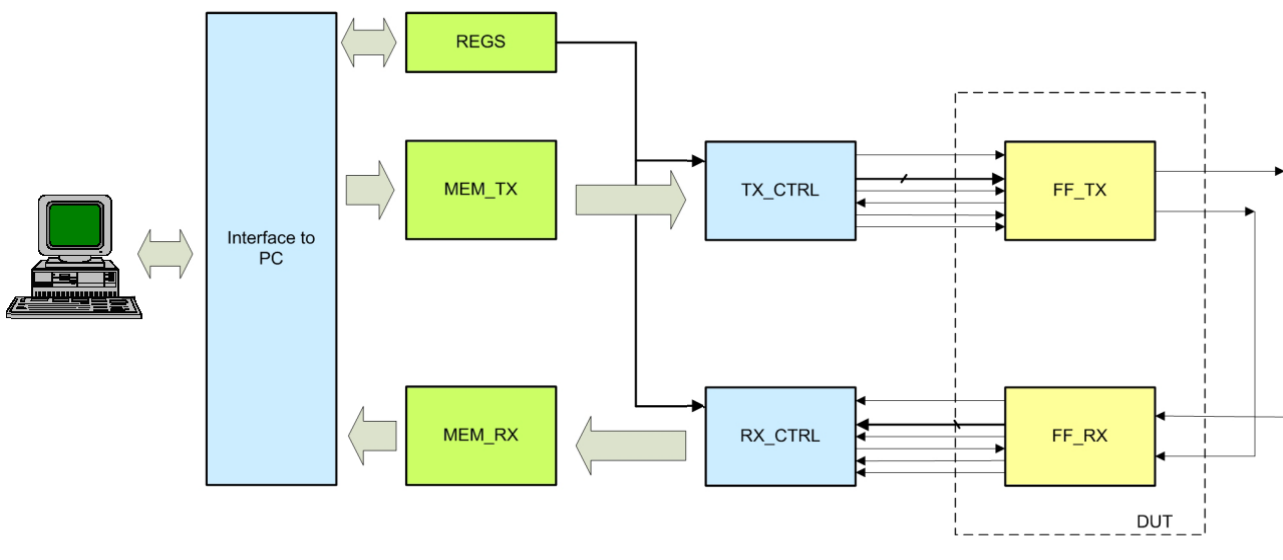 REGS
MEM_TX
TX_CTRL
FF_TX
Interface to
PC
MEM_RX
RX_CTRL
FF_RX
DUT